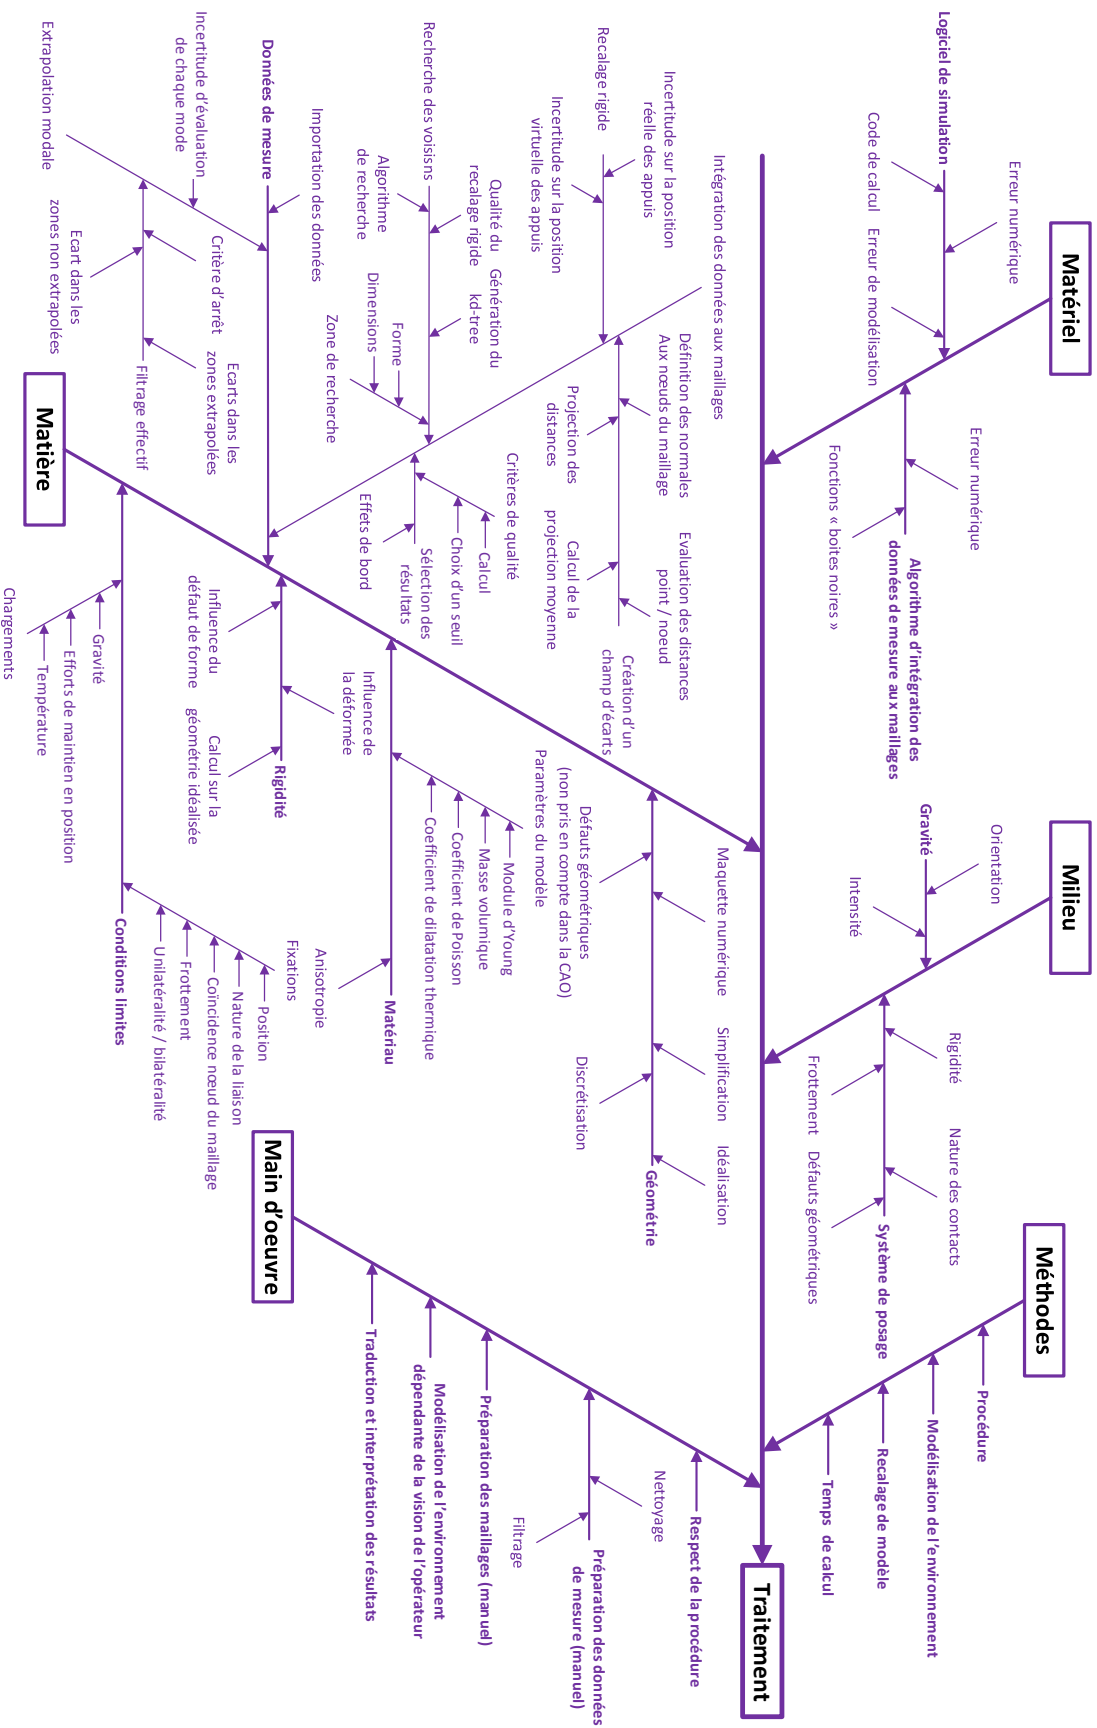 Matériel
Logiciel de simulation
Erreur numérique
Code de calcul
Erreur de modélisation
Algorithme d'intégration des
données de mesure aux maillages
Erreur numérique
Fonctions « boites noires »
Milieu
Gravité
Orientation
Intensité
Système de posage
Rigidité
Nature des contacts
Frottement
Défauts géométriques
Méthodes
Procédure
Modélisation de l'environnement
Recalage de modèle
Temps de calcul
Traitement
Matière
Données de mesure
Importation des données
Extrapolation modale
Incertitude d'évaluation
de chaque mode
Filtrage effectif
Critère d'arrêt
Ecarts dans les
zones extrapolées
Ecart dans les
zones non extrapolées
Intégration des données aux maillages
Recalage rigide
Incertitude sur la position
réelle des appuis
Incertitude sur la position
virtuelle des appuis
Recherche des voisisns
Qualité du
recalage rigide
Génération du
kd-tree
Algorithme
de recherche
Zone de recherche
Forme
Dimensions
Création d'un
champ d'écarts
Définition des normales
Aux nœuds du maillage
Evaluation des distances
point / noeud
Projection des
distances
Calcul de la
projection moyenne
Sélection des
résultats
Critères de qualité
Calcul
Choix d'un seuil
Effets de bord
Rigidité
Influence du
défaut de forme
Influence de
la déformée
Calcul sur la
géométrie idéalisée
Matériau
Paramètres du modèle
Module d'Young
Masse volumique
Coefficient de Poisson
Coefficient de dilatation thermique
Anisotropie
Géométrie
Maquette numérique
Simplification
Idéalisation
Défauts géométriques
(non pris en compte dans la CAO)
Discrétisation
Conditions limites
Chargements
Gravité
Efforts de maintien en position
Température
Fixations
Position
Nature de la liaison
Coïncidence nœud du maillage
Frottement
Unilatéralité / bilatéralité
Main d'oeuvre
Respect de la procédure
Préparation des données
de mesure (manuel)
Nettoyage
Filtrage
Préparation des maillages (manuel)
Modélisation de l'environnement
dépendante de la vision de l'opérateur
Traduction et interprétation des résultats